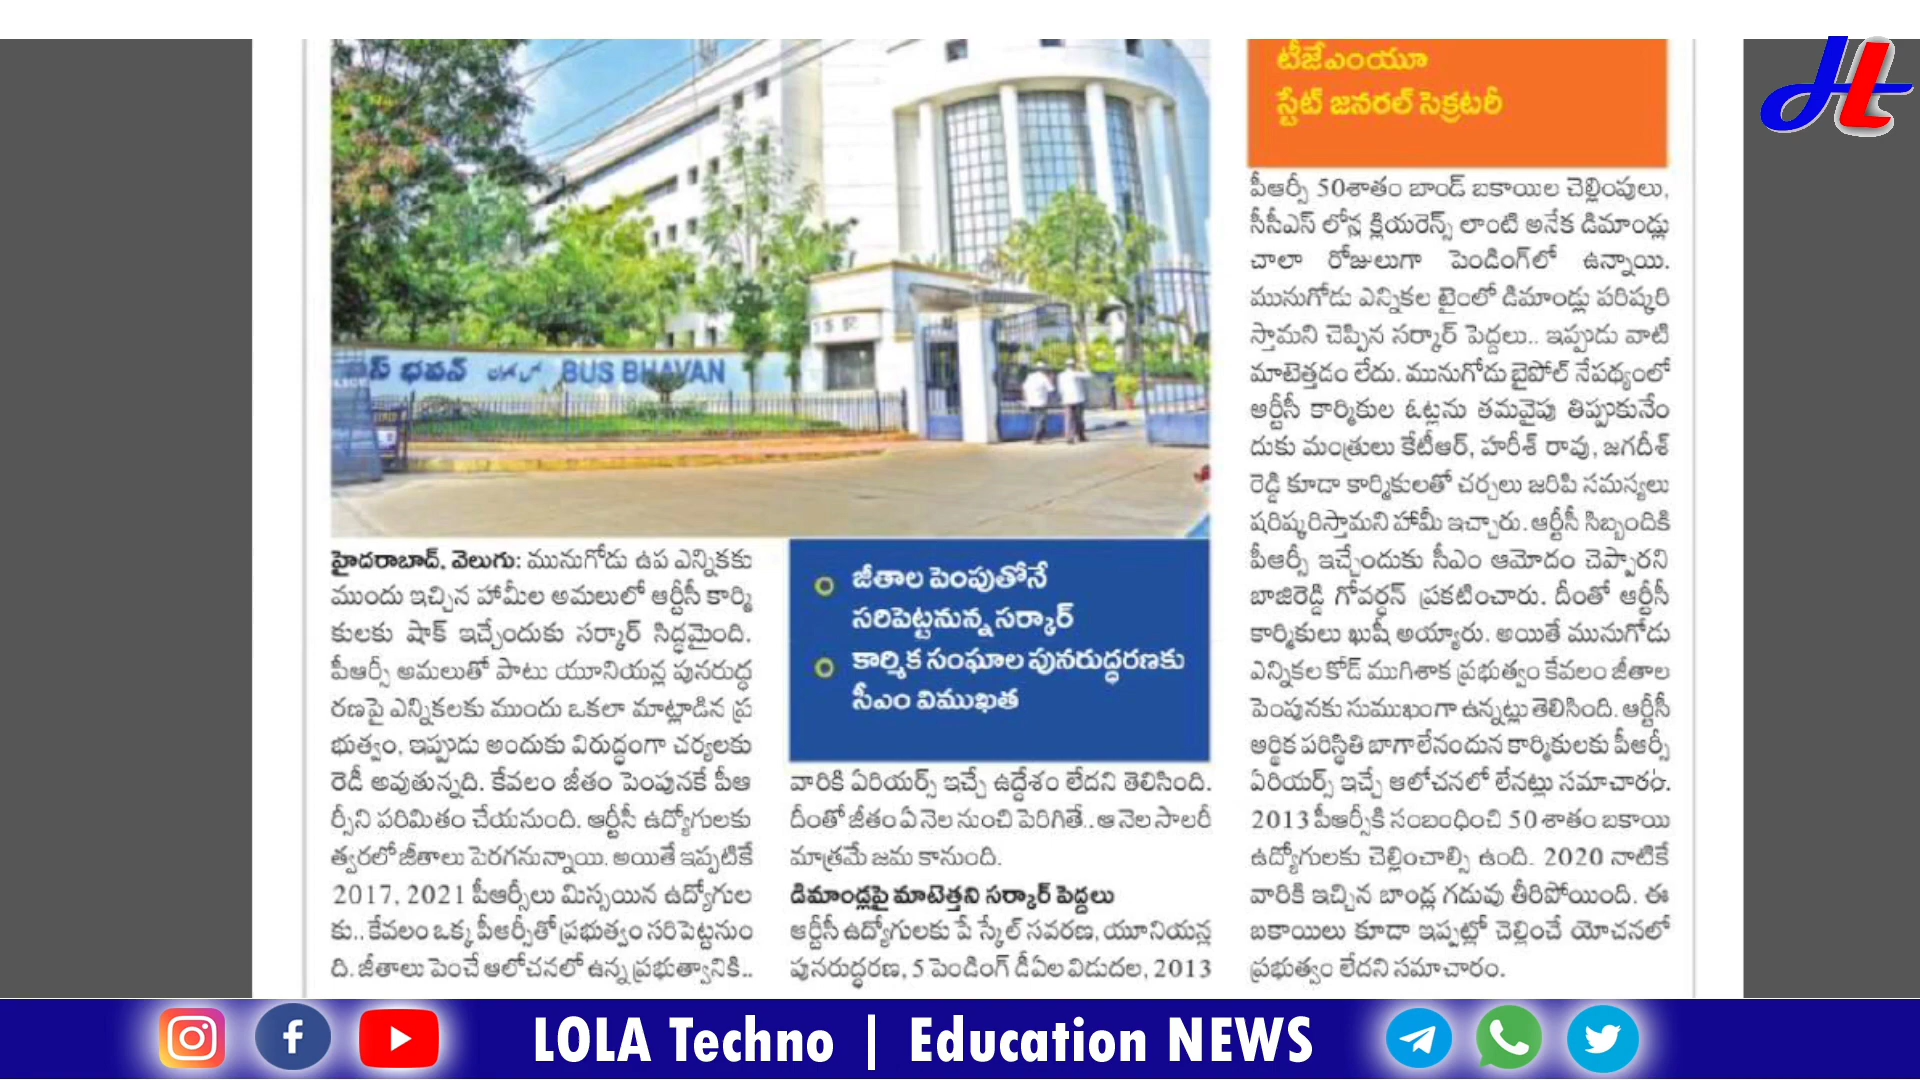 టీజేఎంయూ
స్టేట్ జనరల్ సెక్రటరీ
బస్ భవన్
BUS BHAVAN
హైదరాబాద్, వెలుగు: మునుగోడు ఉప ఎన్నికకు
ముందు ఇచ్చిన హామీల అమలులో ఆర్టీసీ కార్మి
కులకు షాక్ ఇచ్చేందుకు సర్కార్ సిద్ధమైంది.
పీఆర్సీ అమలుతో పాటు యూనియన్ల పునరుద్ధ
రణపై ఎన్నికలకు ముందు ఒకలా మాట్లాడిన ప్ర
భుత్వం, ఇప్పుడు అందుకు విరుద్ధంగా చర్యలకు
రెడీ అవుతున్నది. కేవలం జీతం పెంపునకే పీఆ
ర్సీని పరిమితం చేయనుంది. ఆర్టీసీ ఉద్యోగులకు
త్వరలో జీతాలు పెరగనున్నాయి. అయితే ఇప్పటికే
2017, 2021 పీఆర్సీలు మిస్సయిన ఉద్యోగుల
కు.. కేవలం ఒక్క పీఆర్సీతో ప్రభుత్వం సరిపెట్టనుం
ది. జీతాలు పెంచే ఆలోచనలో ఉన్న ప్రభుత్వానికి..
జీతాల పెంపుతోనే
సరిపెట్టనున్న సర్కార్
కార్మిక సంఘాల పునరుద్ధరణకు
సీఎం విముఖత
వారికి ఏరియర్స్ ఇచ్చే ఉద్దేశం లేదని తెలిసింది.
దీంతో జీతం ఏ నెల నుంచి పెరిగితే.. ఆ నెల సాలరీ
మాత్రమే జమ కానుంది.
డిమాండ్లపై మాటెత్తని సర్కార్ పెద్దలు
ఆర్టీసీ ఉద్యోగులకు పే స్కేల్ సవరణ, యూనియన్ల
పునరుద్ధరణ, 5 పెండింగ్ డీఏల విడుదల, 2013
పీఆర్సీ 50శాతం బాండ్ బకాయిల చెల్లింపులు,
సీసీఎస్ లోన్ల క్లియరెన్స్ లాంటి అనేక డిమాండ్లు
చాలా రోజులుగా పెండింగ్‌లో ఉన్నాయి.
మునుగోడు ఎన్నికల టైంలో డిమాండ్లు పరిష్కరి
స్తామని చెప్పిన సర్కార్ పెద్దలు.. ఇప్పుడు వాటి
మాటెత్తడం లేదు. మునుగోడు బైపోల్ నేపథ్యంలో
ఆర్టీసీ కార్మికుల ఓట్లను తమవైపు తిప్పుకునేం
దుకు మంత్రులు కేటీఆర్, హరీశ్ రావు, జగదీశ్
రెడ్డి కూడా కార్మికులతో చర్చలు జరిపి సమస్యలు
షరిష్కరిస్తామని హామీ ఇచ్చారు. ఆర్టీసీ సిబ్బందికి
పీఆర్సీ ఇచ్చేందుకు సీఎం ఆమోదం చెప్పారని
బాజిరెడ్డి గోవర్ధన్ ప్రకటించారు. దీంతో ఆర్టీసీ
కార్మికులు ఖుషీ అయ్యారు. అయితే మునుగోడు
ఎన్నికల కోడ్ ముగిశాక ప్రభుత్వం కేవలం జీతాల
పెంపునకు సుముఖంగా ఉన్నట్లు తెలిసింది. ఆర్టీసీ
ఆర్థిక పరిస్థితి బాగాలేనందున కార్మికులకు పీఆర్సీ
ఏరియర్స్ ఇచ్చే ఆలోచనలో లేనట్లు సమాచారం.
2013 పీఆర్సీకి సంబంధించి 50 శాతం బకాయి
ఉద్యోగులకు చెల్లించాల్సి ఉంది. 2020 నాటికే
వారికి ఇచ్చిన బాండ్ల గడువు తీరిపోయింది. ఈ
బకాయిలు కూడా ఇప్పట్లో చెల్లించే యోచనలో
ప్రభుత్వం లేదని సమాచారం.
LOLA Techno | Education NEWS